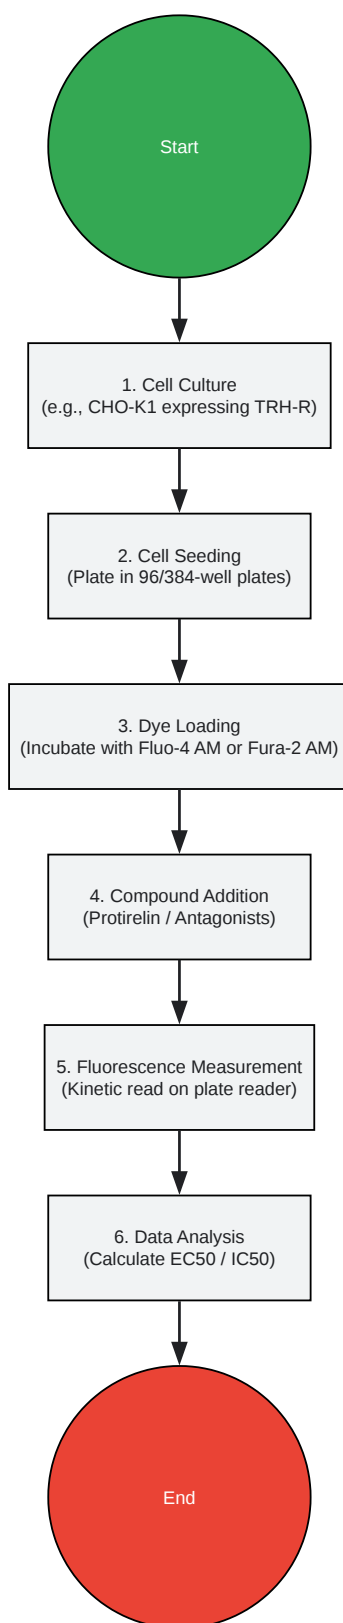 Start
1. Cell Culture
(e.g., CHO-K1 expressing TRH-R)
2. Cell Seeding
(Plate in 96/384-well plates)
3. Dye Loading
(Incubate with Fluo-4 AM or Fura-2 AM)
4. Compound Addition
(Protirelin / Antagonists)
5. Fluorescence Measurement
(Kinetic read on plate reader)
6. Data Analysis
(Calculate EC50 / IC50)
End